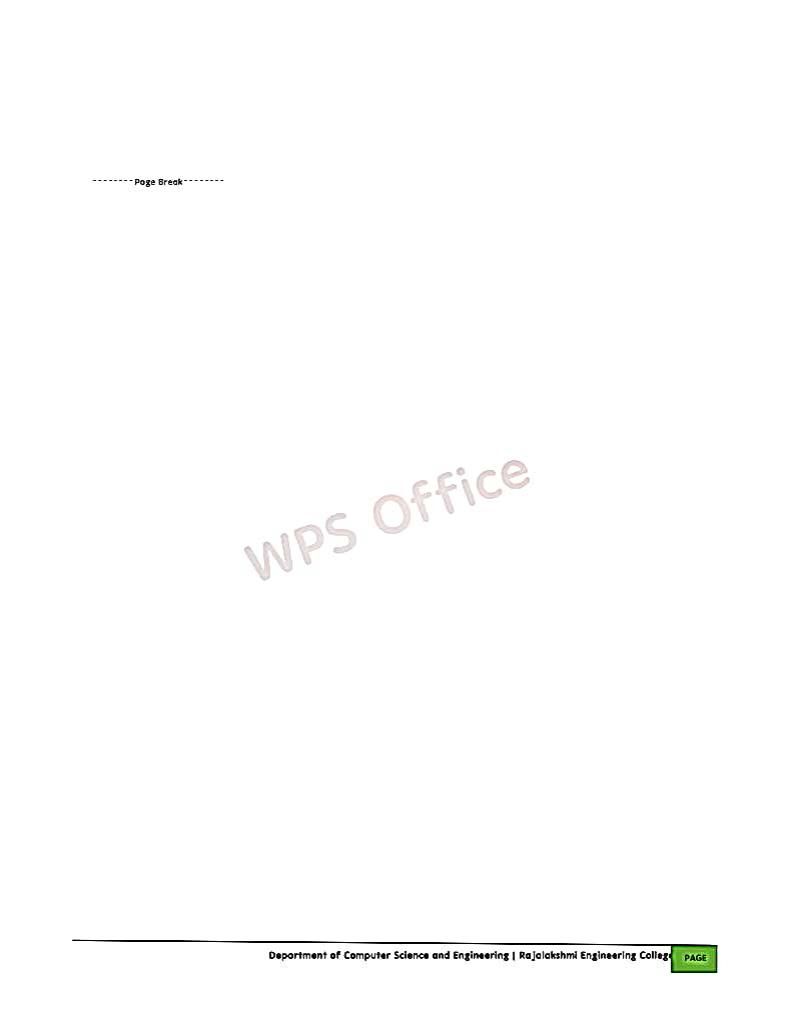 --------Page Break--------
WPS Office
Department of Computer Science and Engineering | Rajalakshmi Engineering College
PAGE